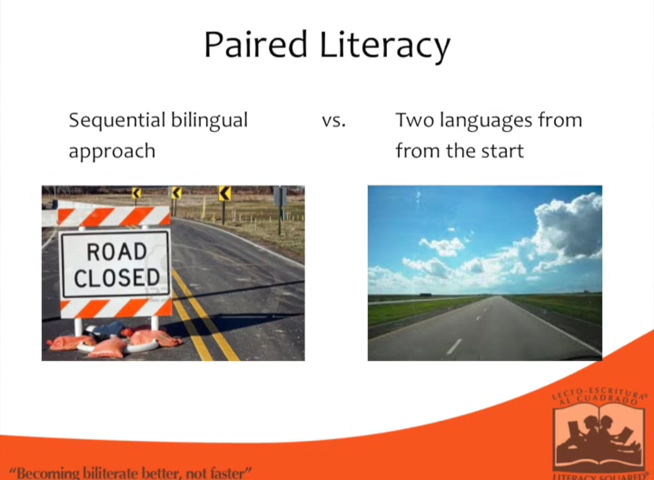 Paired Literacy
Sequential bilingual
approach
vs.
Two languages from
from the start
ROAD
CLOSED
LECTO-ESCRITURA
AL CUADRADO
LITERACY SQUARED®
“Becoming biliterate better, not faster”